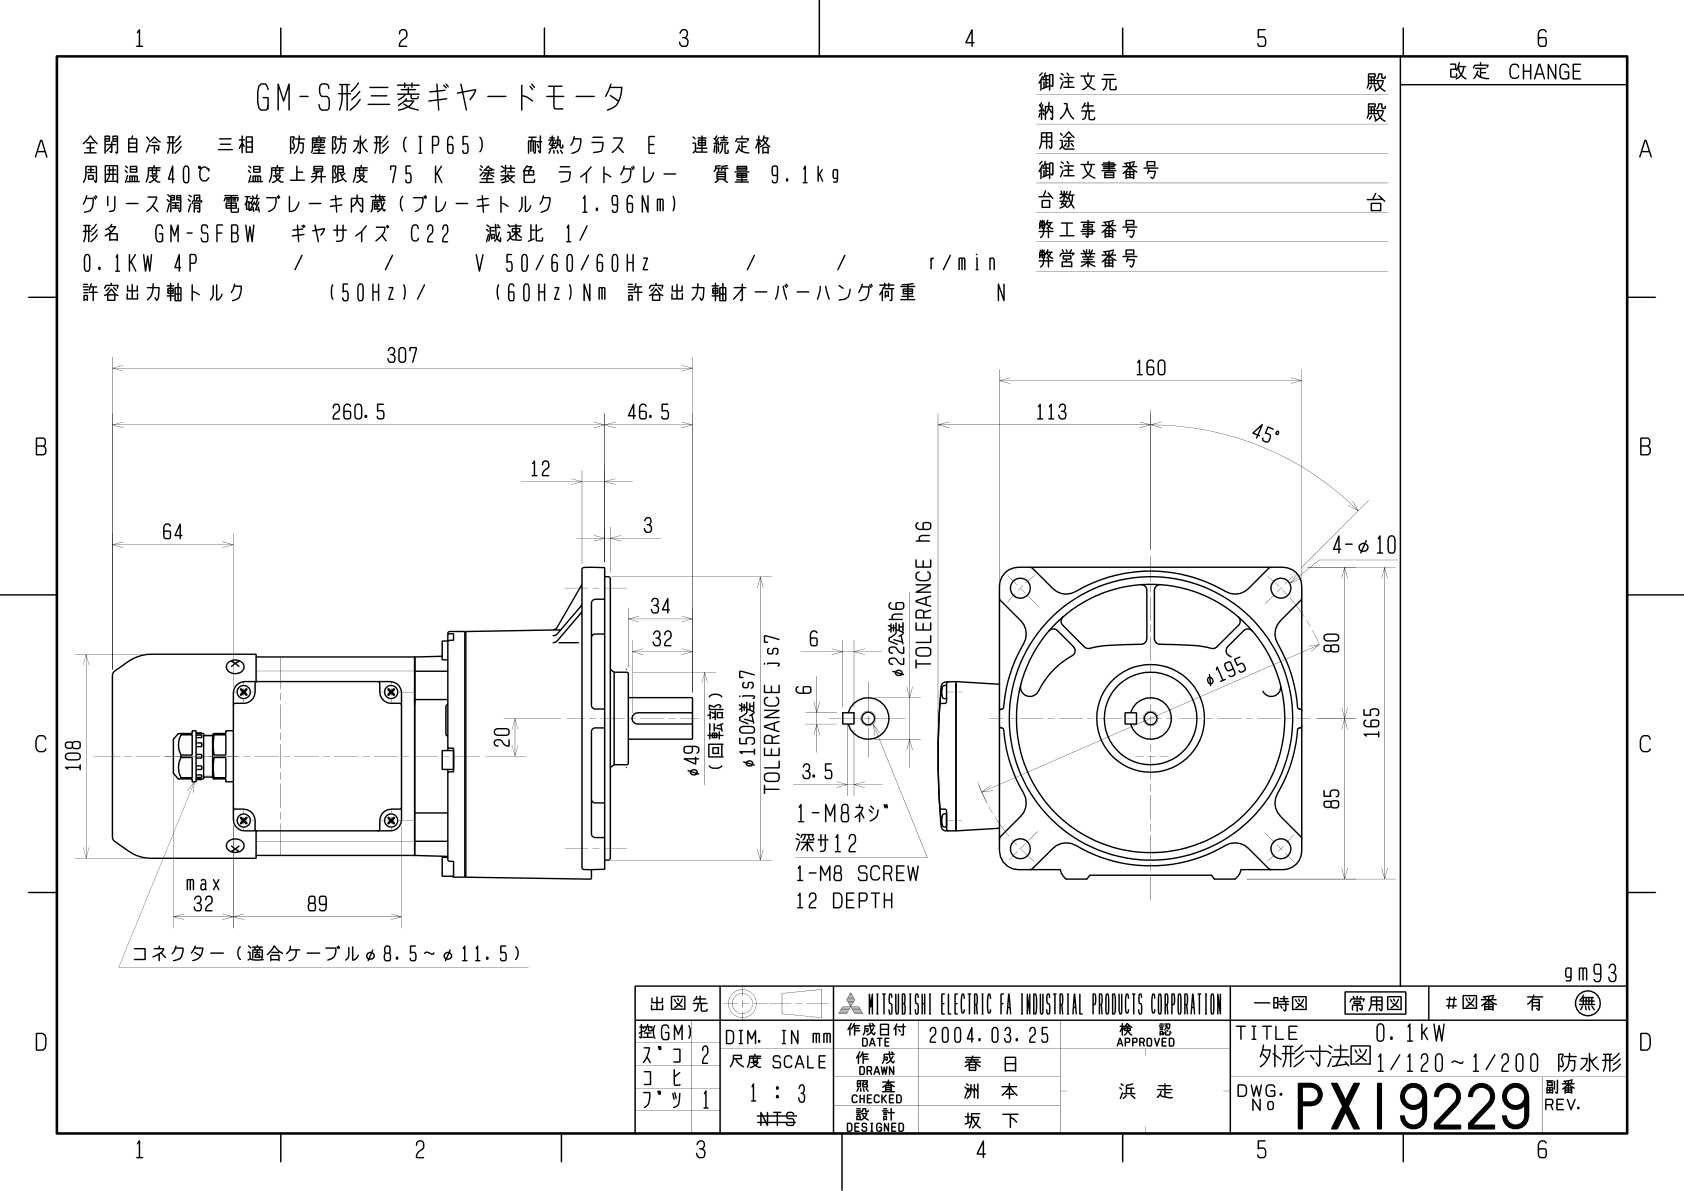 1 2 3 4 5 6
改定 CHANGE
GM-S形三菱ギヤードモータ
全閉自冷形 三相 防塵防水形(IP65) 耐熱クラス E 連続定格
周囲温度40℃ 温度上昇限度 75 K 塗装色 ライトグレー 質量 9.1kg
グリース潤滑 電磁ブレーキ内蔵(ブレーキトルク 1.96Nm)
形名 GM-SFBW ギヤサイズ C22 減速比 1/
0.1KW 4P / / V 50/60/60Hz / / r/min
許容出力軸トルク (50Hz)/ (60Hz)Nm 許容出力軸オーバーハング荷重 N
御注文元 殿
納入先 殿
用途
御注文書番号
台数 台
弊工事番号
弊営業番号
A A
B B
C C
D D
307
260.5
46.5
12
3
64
34
32
108
20
φ49
(回転部)
φ150公差js7
TOLERANCE js7
max
32
89
コネクター(適合ケーブルφ8.5~φ11.5)
6
6
3.5
φ22公差h6
TOLERANCE h6
1-M8ネジ
深サ12
1-M8 SCREW
12 DEPTH
160
113
45°
4-φ10
φ195
80
165
85
gm93
出図先
控(GM)
ズコ 2
コピ
ブツ 1
DIM. IN mm
尺度 SCALE
1 : 3
NTS
MITSUBISHI ELECTRIC FA INDUSTRIAL PRODUCTS CORPORATION
作成日付
DATE
2004.03.25
検 認
APPROVED
作 成
DRAWN
春 日
照 査
CHECKED
洲 本
浜 走
設 計
DESIGNED
坂 下
一時図 常用図 #図番 有 無
TITLE 0.1kW
外形寸法図 1/120~1/200 防水形
DWG.
No
PX19229
副番
REV.
1 2 3 4 5 6